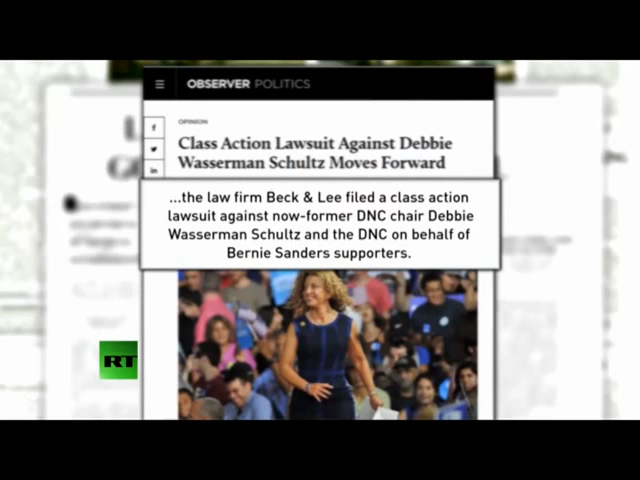 OBSERVER POLITICS
OPINION
Class Action Lawsuit Against Debbie
Wasserman Schultz Moves Forward
f
in
...the law firm Beck & Lee filed a class action
lawsuit against now-former DNC chair Debbie
Wasserman Schultz and the DNC on behalf of
Bernie Sanders supporters.
RT